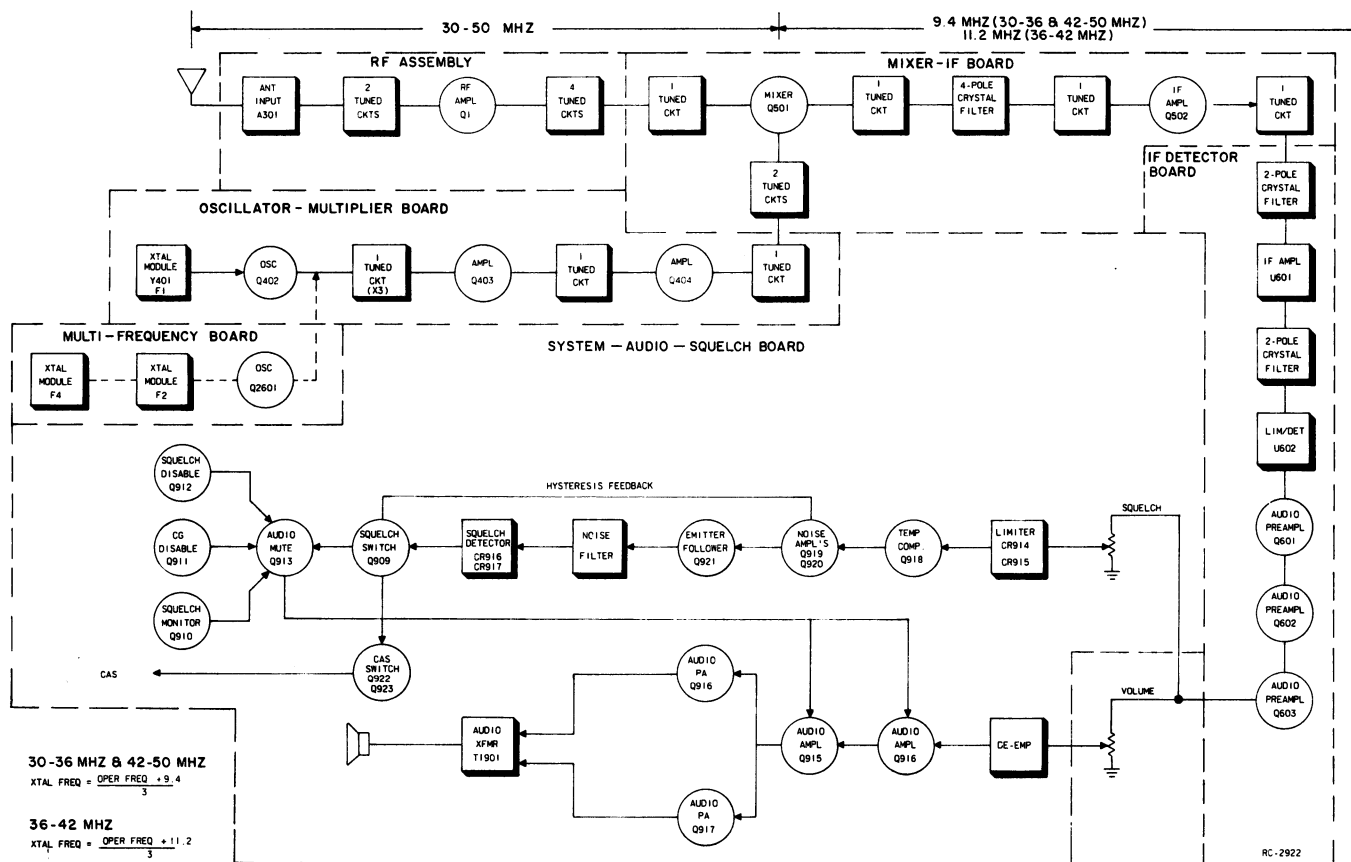 30-50 MHZ
9.4 MHZ (30-36 & 42-50 MHZ)
11.2 MHZ (36-42 MHZ)
RF ASSEMBLY
MIXER-IF BOARD
ANT
INPUT
A301
2
TUNED
CKTS
RF
AMPL
Q1
4
TUNED
CKTS
1
TUNED
CKT
MIXER
Q501
1
TUNED
CKT
4-POLE
CRYSTAL
FILTER
1
TUNED
CKT
IF
AMPL
Q502
1
TUNED
CKT
IF DETECTOR
BOARD
2
TUNED
CKTS
2-POLE
CRYSTAL
FILTER
OSCILLATOR - MULTIPLIER BOARD
XTAL
MODULE
Y401
F1
OSC
Q402
1
TUNED
CKT
(X3)
AMPL
Q403
1
TUNED
CKT
AMPL
Q404
1
TUNED
CKT
IF AMPL
U601
MULTI-FREQUENCY BOARD
SYSTEM - AUDIO - SQUELCH BOARD
XTAL
MODULE
F4
XTAL
MODULE
F2
OSC
Q2601
2-POLE
CRYSTAL
FILTER
LIM/DET
U602
SQUELCH
DISABLE
Q912
HYSTERESIS FEEDBACK
SQUELCH
CG
DISABLE
Q911
AUDIO
MUTE
Q913
SQUELCH
SWITCH
Q909
SQUELCH
DETECTOR
CR916
CR917
NOISE
FILTER
EMITTER
FOLLOWER
Q921
NOISE
AMPL'S
Q919
Q920
TEMP
COMP.
Q918
LIMITER
CR914
CR915
AUDIO
PREAMPL
Q601
SQUELCH
MONITOR
Q910
AUDIO
PREAMPL
Q602
CAS
CAS
SWITCH
Q922
Q923
AUDIO
PA
Q916
VOLUME
AUDIO
PREAMPL
Q603
AUDIO
XFMR
T1901
AUDIO
AMPL
Q915
AUDIO
AMPL
Q916
DE-EMP
AUDIO
PA
Q917
30-36 MHZ & 42-50 MHZ
XTAL FREQ = OPER FREQ +9.4
3
36-42 MHZ
XTAL FREQ = OPER FREQ +11.2
3
RC-2922